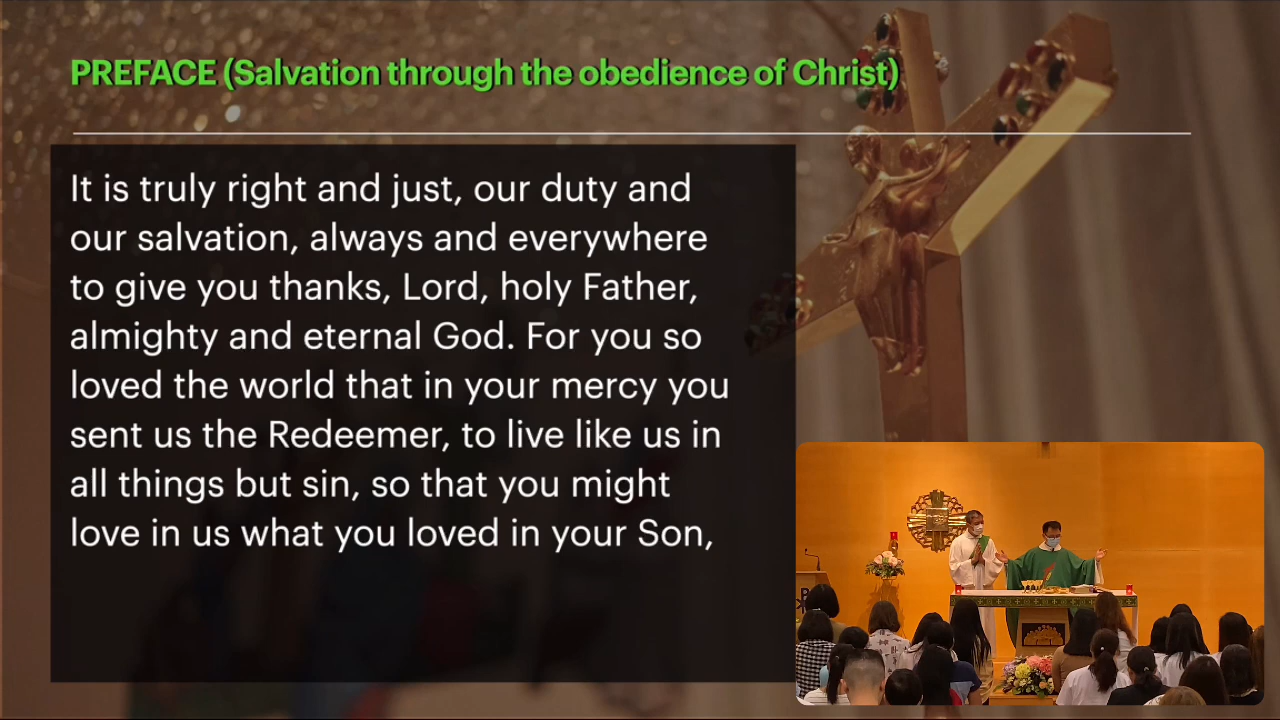 PREFACE (Salvation through the obedience of Christ)
It is truly right and just, our duty and
our salvation, always and everywhere
to give you thanks, Lord, holy Father,
almighty and eternal God. For you so
loved the world that in your mercy you
sent us the Redeemer, to live like us in
all things but sin, so that you might
love in us what you loved in your Son,